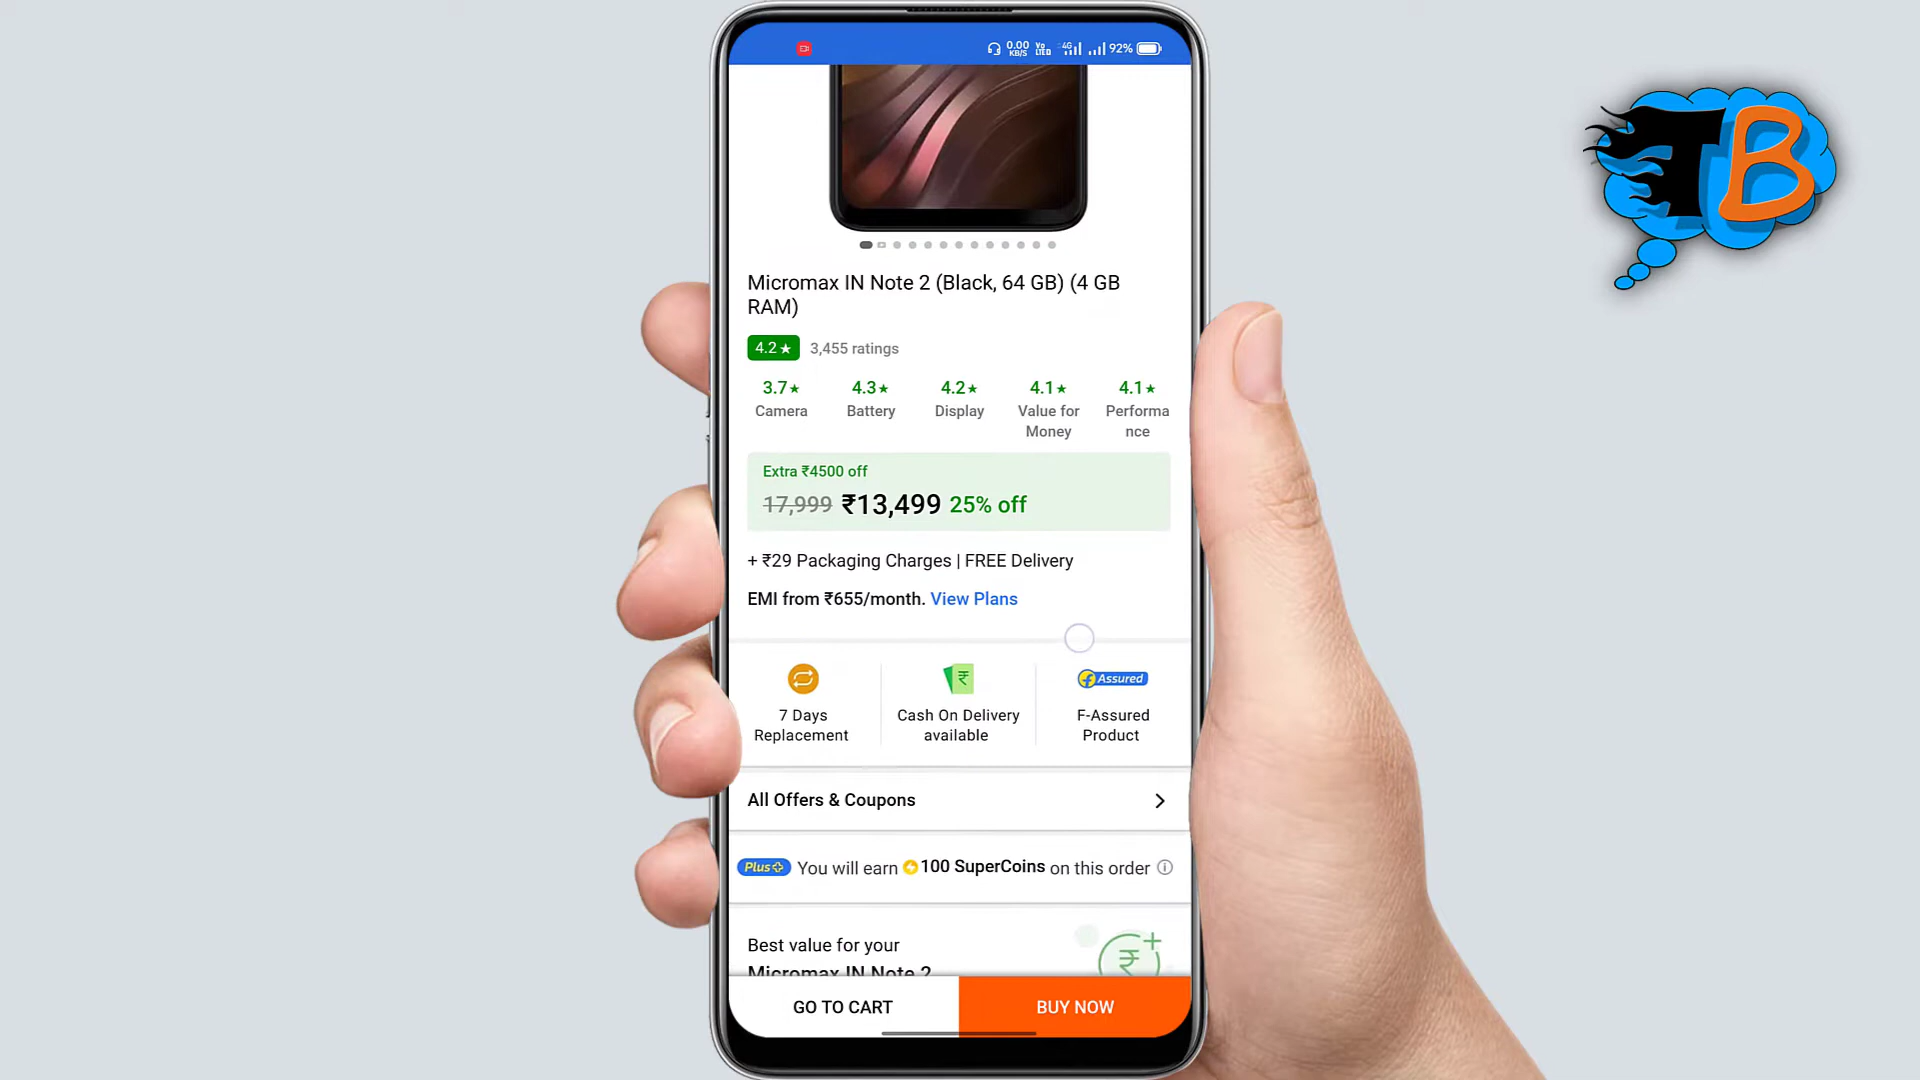 0.00 KB/S Vo LTE 4G 92%
TB
Micromax IN Note 2 (Black, 64 GB) (4 GB
RAM)
4.2★ 3,455 ratings
3.7★ 4.3★ 4.2★ 4.1★ 4.1★
Camera Battery Display Value for Performa
Money nce
Extra ₹4500 off
17,999 ₹13,499 25% off
+ ₹29 Packaging Charges | FREE Delivery
EMI from ₹655/month. View Plans
₹ f Assured
7 Days Cash On Delivery F-Assured
Replacement available Product
All Offers & Coupons
Plus You will earn 100 SuperCoins on this order
Best value for your
₹
Micromax IN Note 2
GO TO CART BUY NOW